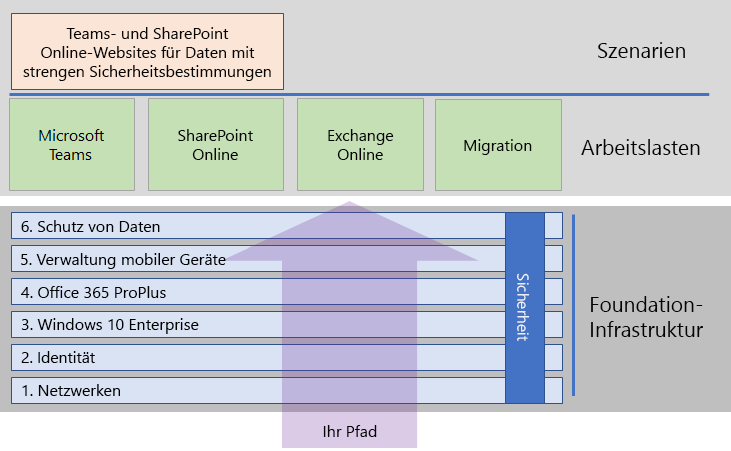 Teams- und SharePoint
Online-Websites für Daten mit
strengen Sicherheitsbestimmungen
Szenarien
Microsoft
Teams
SharePoint
Online
Exchange
Online
Migration
Arbeitslasten
6. Schutz von Daten
5. Verwaltung mobiler Geräte
4. Office 365 ProPlus
3. Windows 10 Enterprise
2. Identität
1. Netzwerken
Sicherheit
Foundation-
Infrastruktur
Ihr Pfad